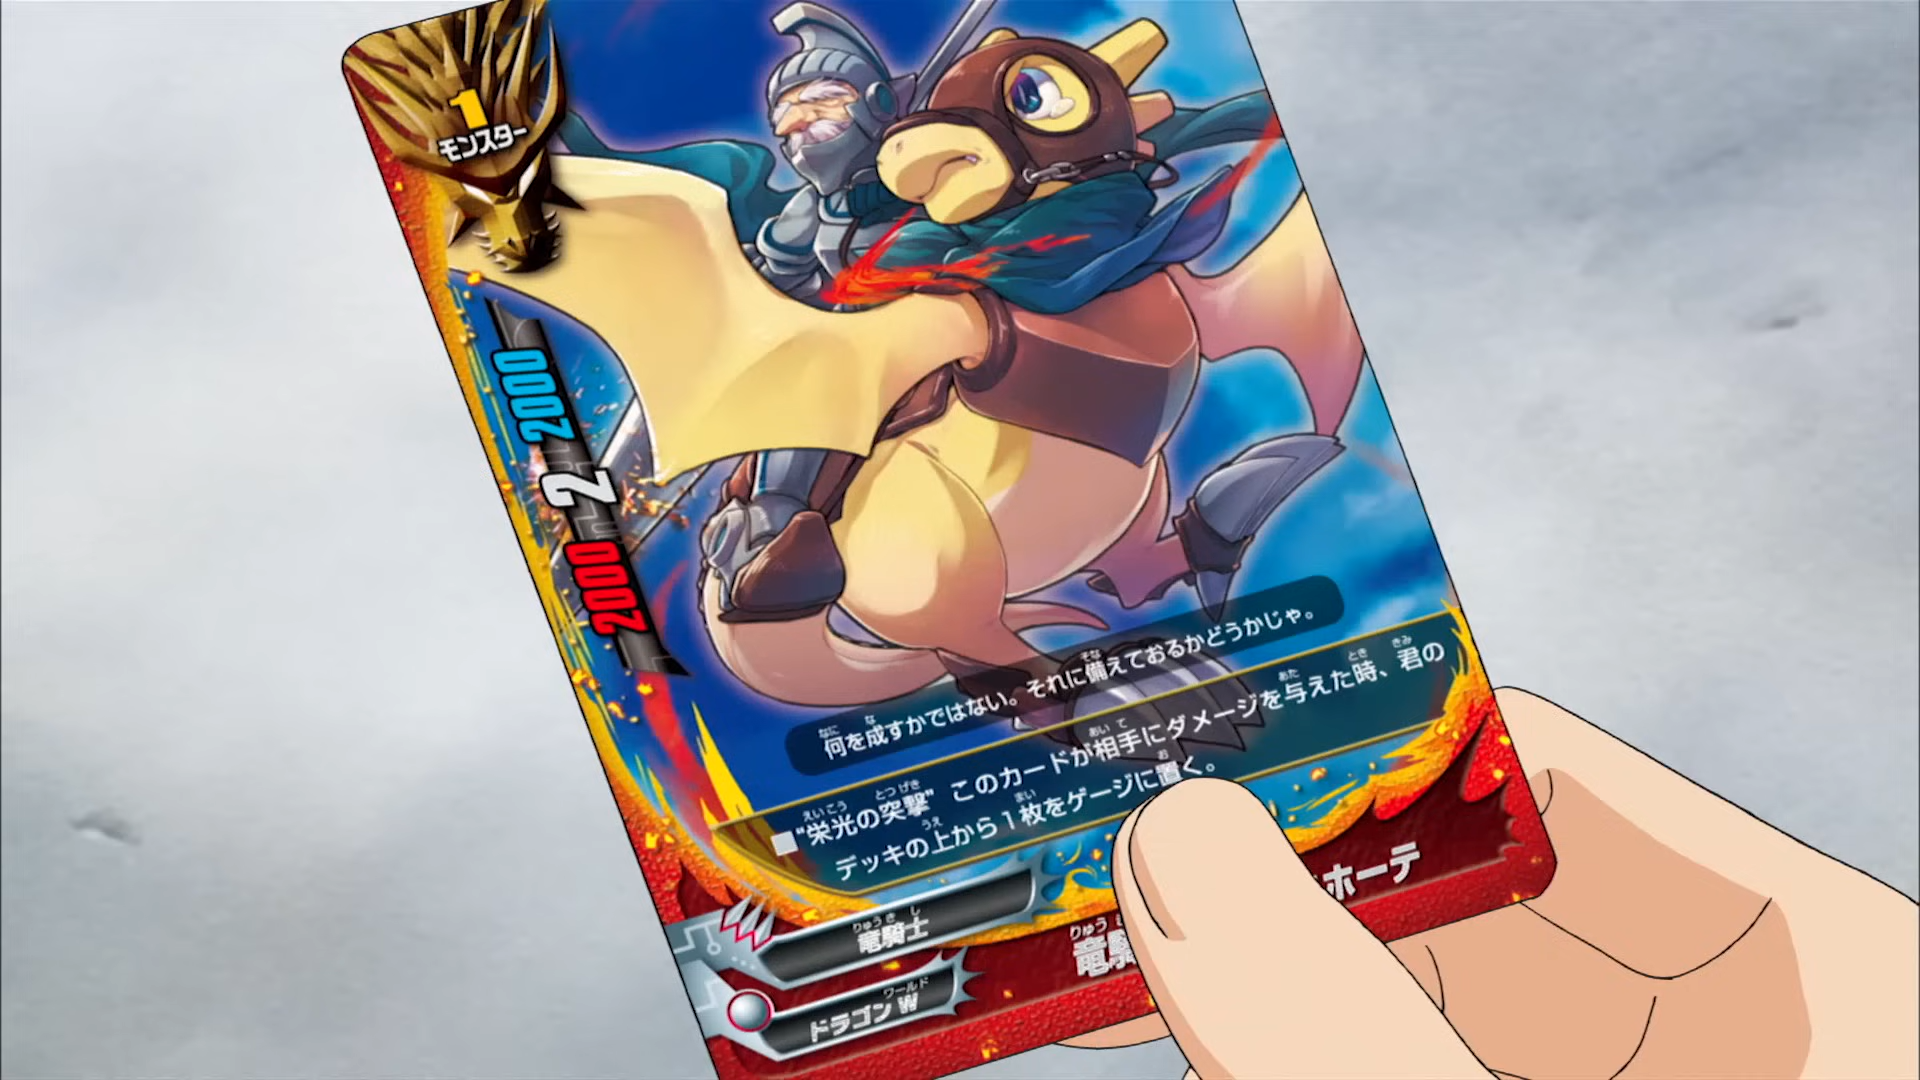 1
モンスター
2000
2
2000
何を成すかではない。それに備えておるかどうかじゃ。
■“栄光の突撃” このカードが相手にダメージを与えた時、君の
デッキの上から1枚をゲージに置く。
竜騎士
竜騎 ホーテ
ドラゴンW